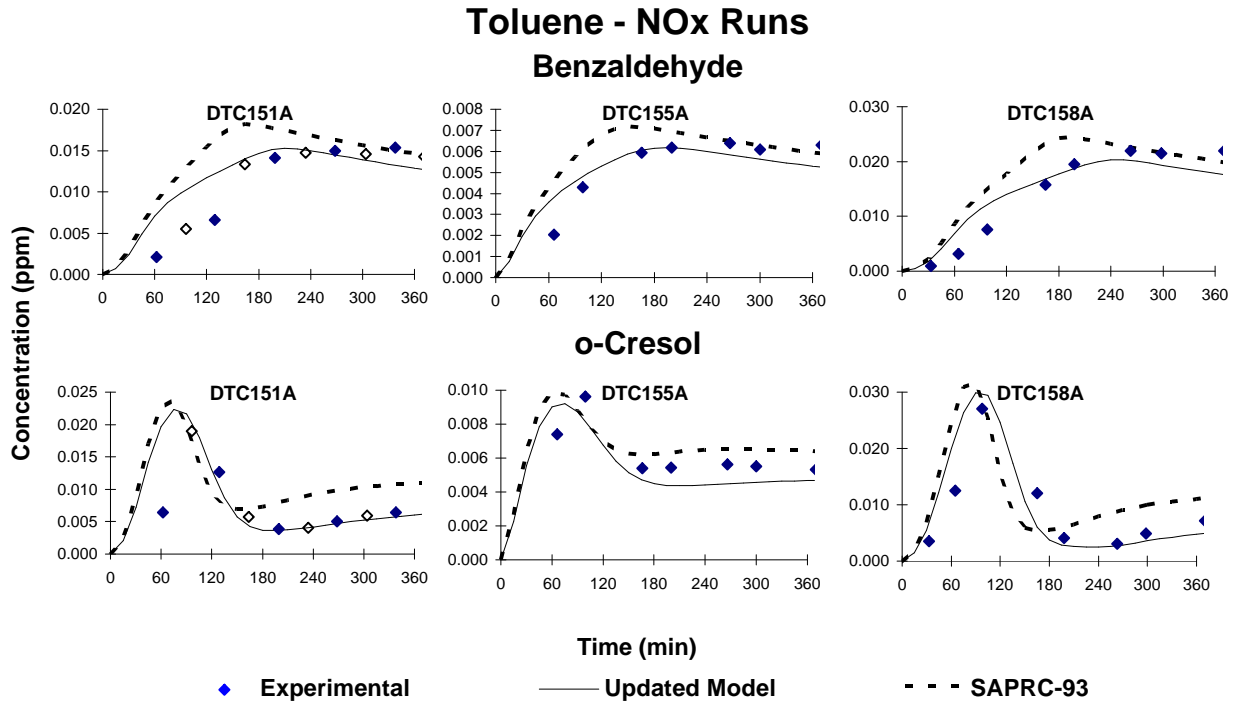 Toluene - NOx Runs
Benzaldehyde
DTC151A
0.020
0.015
0.010
0.005
0.000
0 60 120 180 240 300 360
DTC155A
0.008
0.007
0.006
0.005
0.004
0.003
0.002
0.001
0.000
0 60 120 180 240 300 360
DTC158A
0.030
0.020
0.010
0.000
0 60 120 180 240 300 360
Concentration (ppm)
o-Cresol
DTC151A
0.025
0.020
0.015
0.010
0.005
0.000
0 60 120 180 240 300 360
DTC155A
0.010
0.008
0.006
0.004
0.002
0.000
0 60 120 180 240 300 360
DTC158A
0.030
0.020
0.010
0.000
0 60 120 180 240 300 360
Time (min)
Experimental Updated Model SAPRC-93